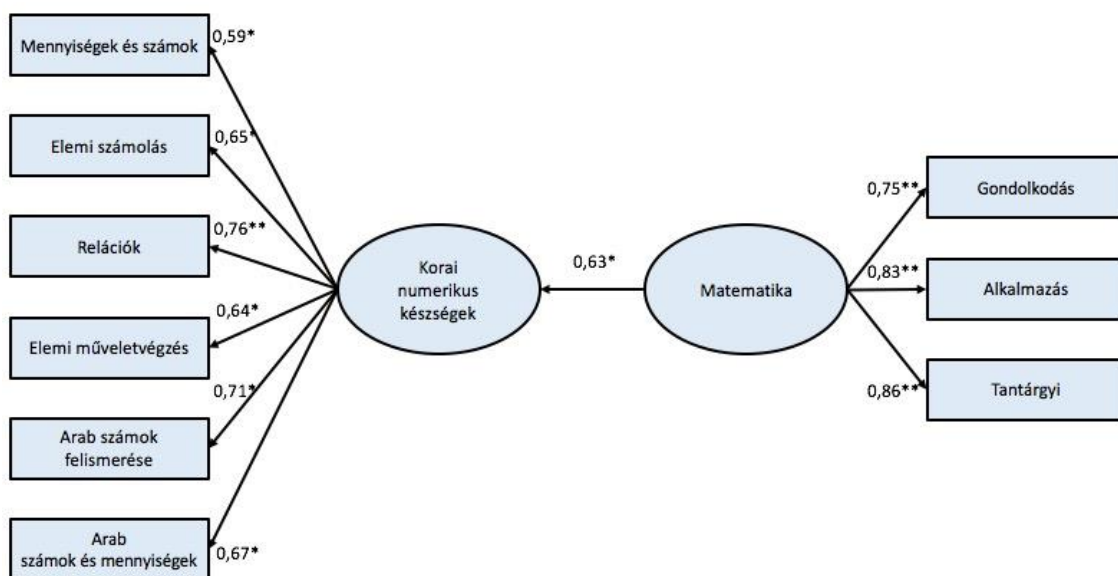 Mennyiségek és számok
0,59*
Elemi számolás
0,65*
Relációk
0,76**
Elemi műveletvégzés
0,64*
Arab számok
felismerése
0,71*
Arab
számok és mennyiségek
0,67*
Korai
numerikus
készségek
0,63*
Matematika
0,75**
Gondolkodás
0,83**
Alkalmazás
0,86**
Tantárgyi